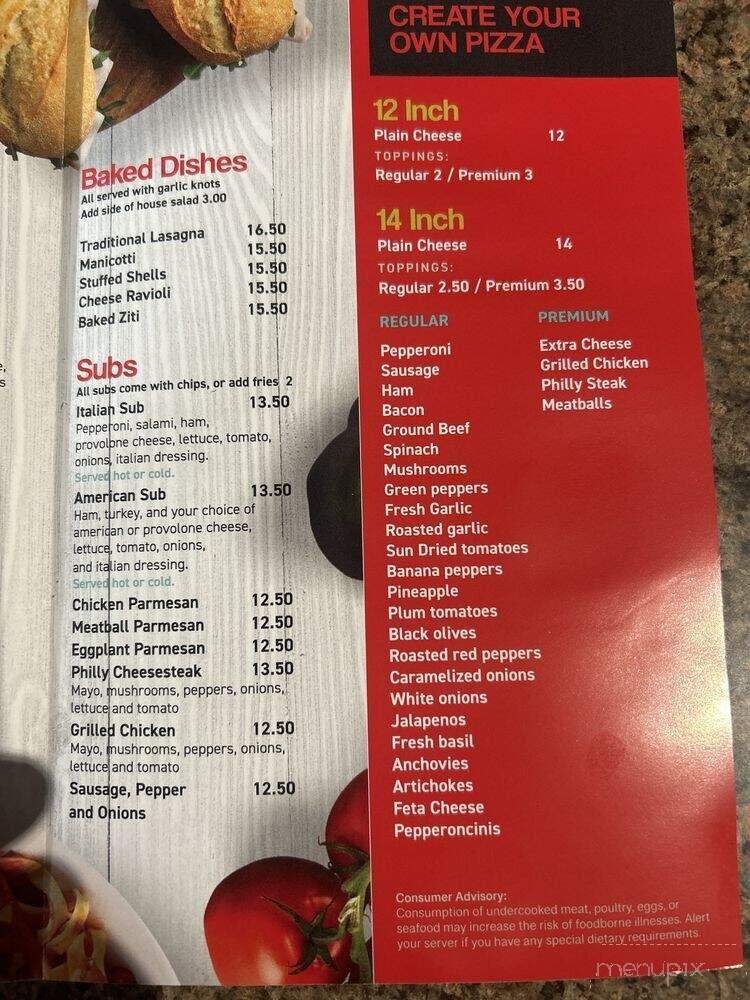 e,
s
Baked Dishes
All served with garlic knots
Add side of house salad 3.00
Traditional Lasagna 16.50
Manicotti 15.50
Stuffed Shells 15.50
Cheese Ravioli 15.50
Baked Ziti 15.50
Subs
All subs come with chips, or add fries 2
Italian Sub 13.50
Pepperoni, salami, ham,
provolone cheese, lettuce, tomato,
onions, italian dressing.
Served hot or cold.
American Sub 13.50
Ham, turkey, and your choice of
american or provolone cheese,
lettuce, tomato, onions,
and italian dressing.
Served hot or cold.
Chicken Parmesan 12.50
Meatball Parmesan 12.50
Eggplant Parmesan 12.50
Philly Cheesesteak 13.50
Mayo, mushrooms, peppers, onions,
lettuce and tomato
Grilled Chicken 12.50
Mayo, mushrooms, peppers, onions,
lettuce and tomato
Sausage, Pepper 12.50
and Onions
CREATE YOUR
OWN PIZZA
12 Inch
Plain Cheese 12
TOPPINGS:
Regular 2 / Premium 3
14 Inch
Plain Cheese 14
TOPPINGS:
Regular 2.50 / Premium 3.50
REGULAR
Pepperoni
Sausage
Ham
Bacon
Ground Beef
Spinach
Mushrooms
Green peppers
Fresh Garlic
Roasted garlic
Sun Dried tomatoes
Banana peppers
Pineapple
Plum tomatoes
Black olives
Roasted red peppers
Caramelized onions
White onions
Jalapenos
Fresh basil
Anchovies
Artichokes
Feta Cheese
Pepperoncinis
PREMIUM
Extra Cheese
Grilled Chicken
Philly Steak
Meatballs
Consumer Advisory:
Consumption of undercooked meat, poultry, eggs, or
seafood may increase the risk of foodborne illnesses. Alert
your server if you have any special dietary requirements.
menupix